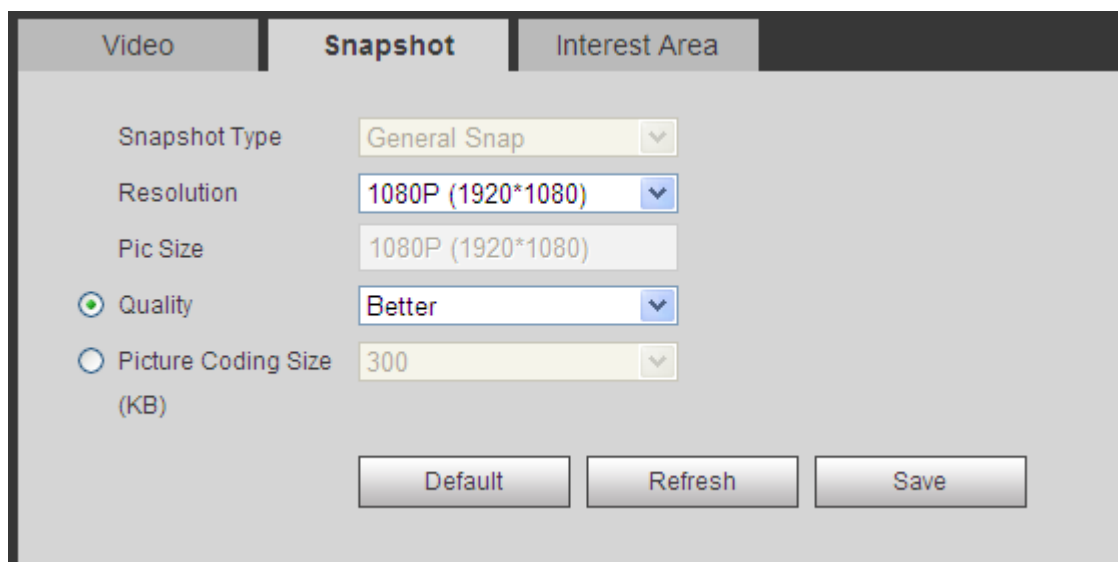 Video Snapshot Interest Area
Snapshot Type General Snap
Resolution 1080P (1920*1080)
Pic Size 1080P (1920*1080)
Quality Better
Picture Coding Size 300
(KB)
Default Refresh Save